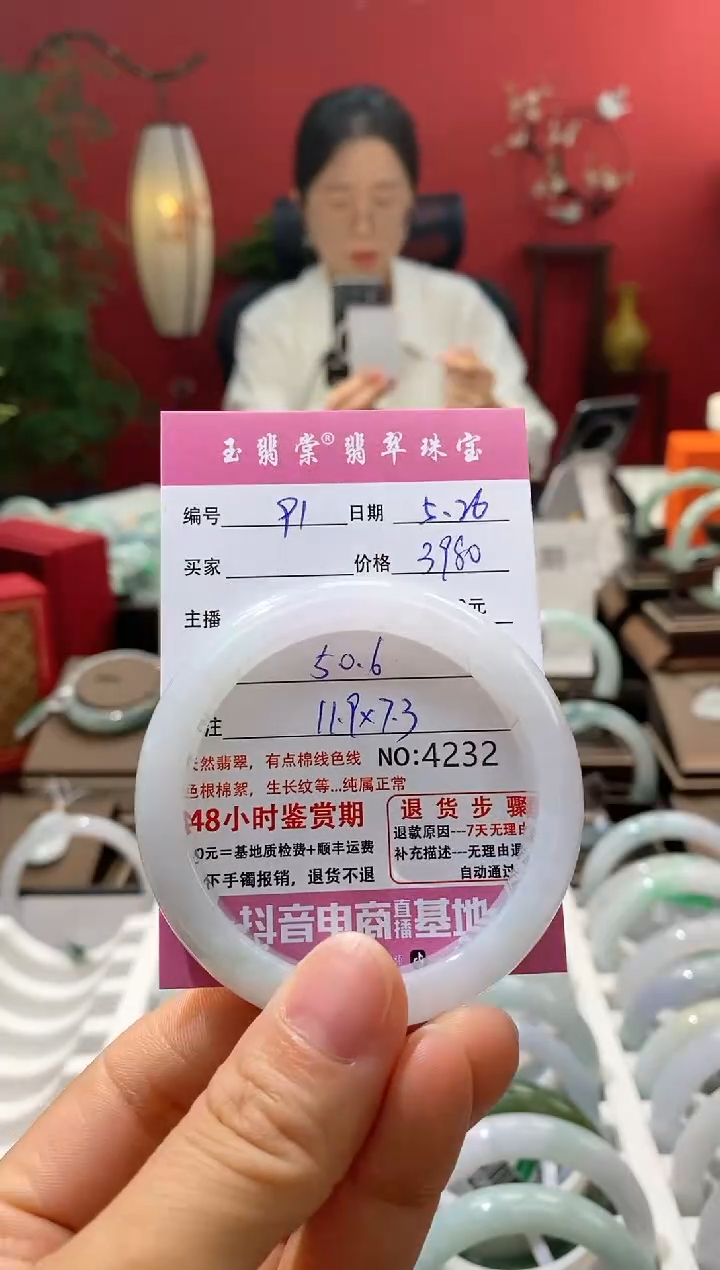 玉翡棠®翡翠珠宝
编号 91 日期 5.26
买家 价格 3980
主播 元
50.6
注 11.9×7.3
然翡翠，有点棉线色线 NO:4232
色根棉絮，生长纹等...纯属正常
48小时鉴赏期
0元=基地质检费+顺丰运费
下手镯报销，退货不退
退货步骤
退款原因---7天无理由
补充描述---无理由退
自动通过
抖音电商直播基地